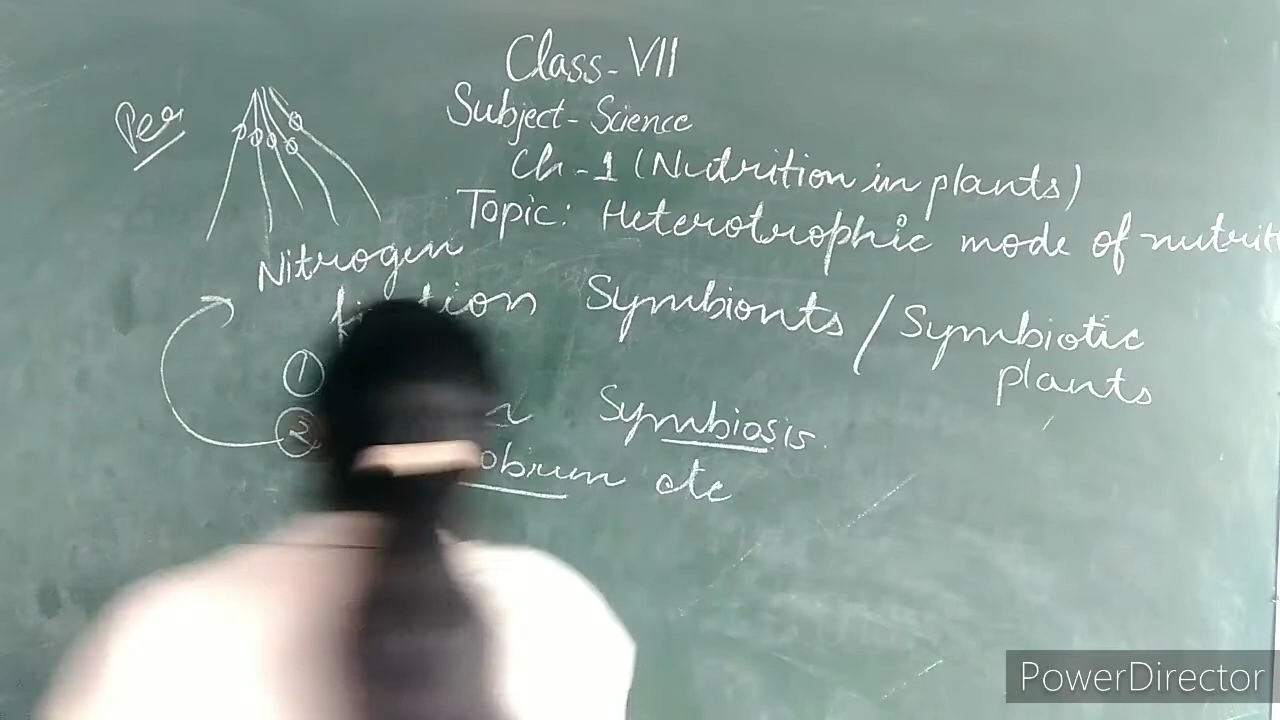 Class-VII
Subject-Science
Ch-1 (Nutrition in plants)
Topic: Heterotrophic mode of nutriti
Pea
Nitrogen
Symbionts / Symbiotic
plants
①
② Symbiosis.
obium etc
PowerDirector